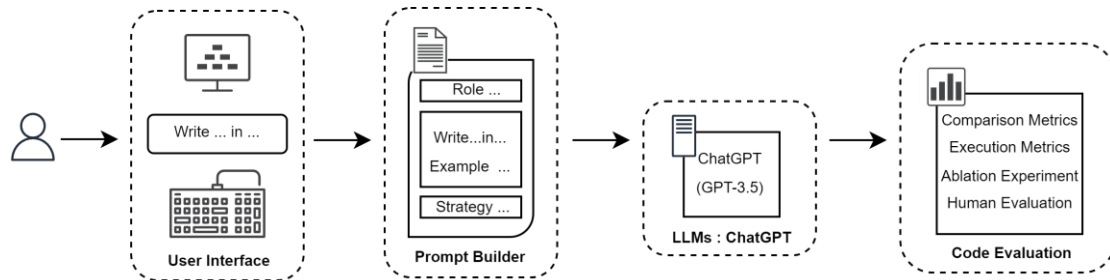 Write ... in ...
User Interface
Role ...
Write...in...
Example ...
Strategy ...
Prompt Builder
ChatGPT
(GPT-3.5)
LLMs : ChatGPT
Comparison Metrics
Execution Metrics
Ablation Experiment
Human Evaluation
Code Evaluation